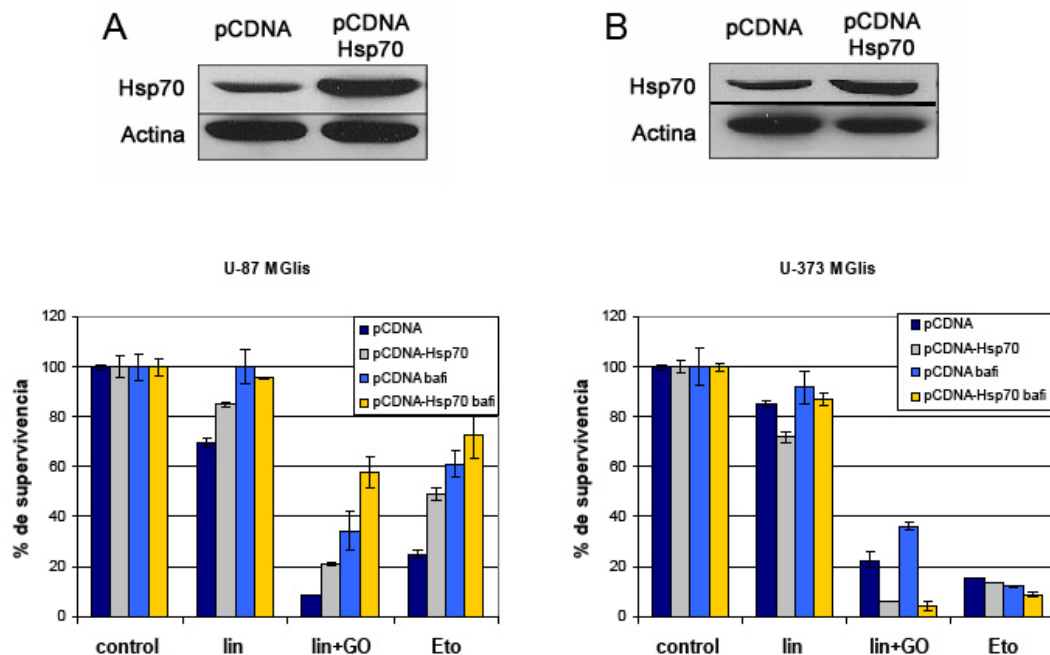 A
pCDNA
pCDNA
Hsp70
Hsp70
Actina
B
pCDNA
pCDNA
Hsp70
Hsp70
Actina
U-87 MGlis
% de supervivencia
120
100
80
60
40
20
0
pCDNA
pCDNA-Hsp70
pCDNA bafi
pCDNA-Hsp70 bafi
control
lin
lin+GO
Eto
U-373 MGlis
% de supervivencia
120
100
80
60
40
20
0
pCDNA
pCDNA-Hsp70
pCDNA bafi
pCDNA-Hsp70 bafi
control
lin
lin+GO
Eto